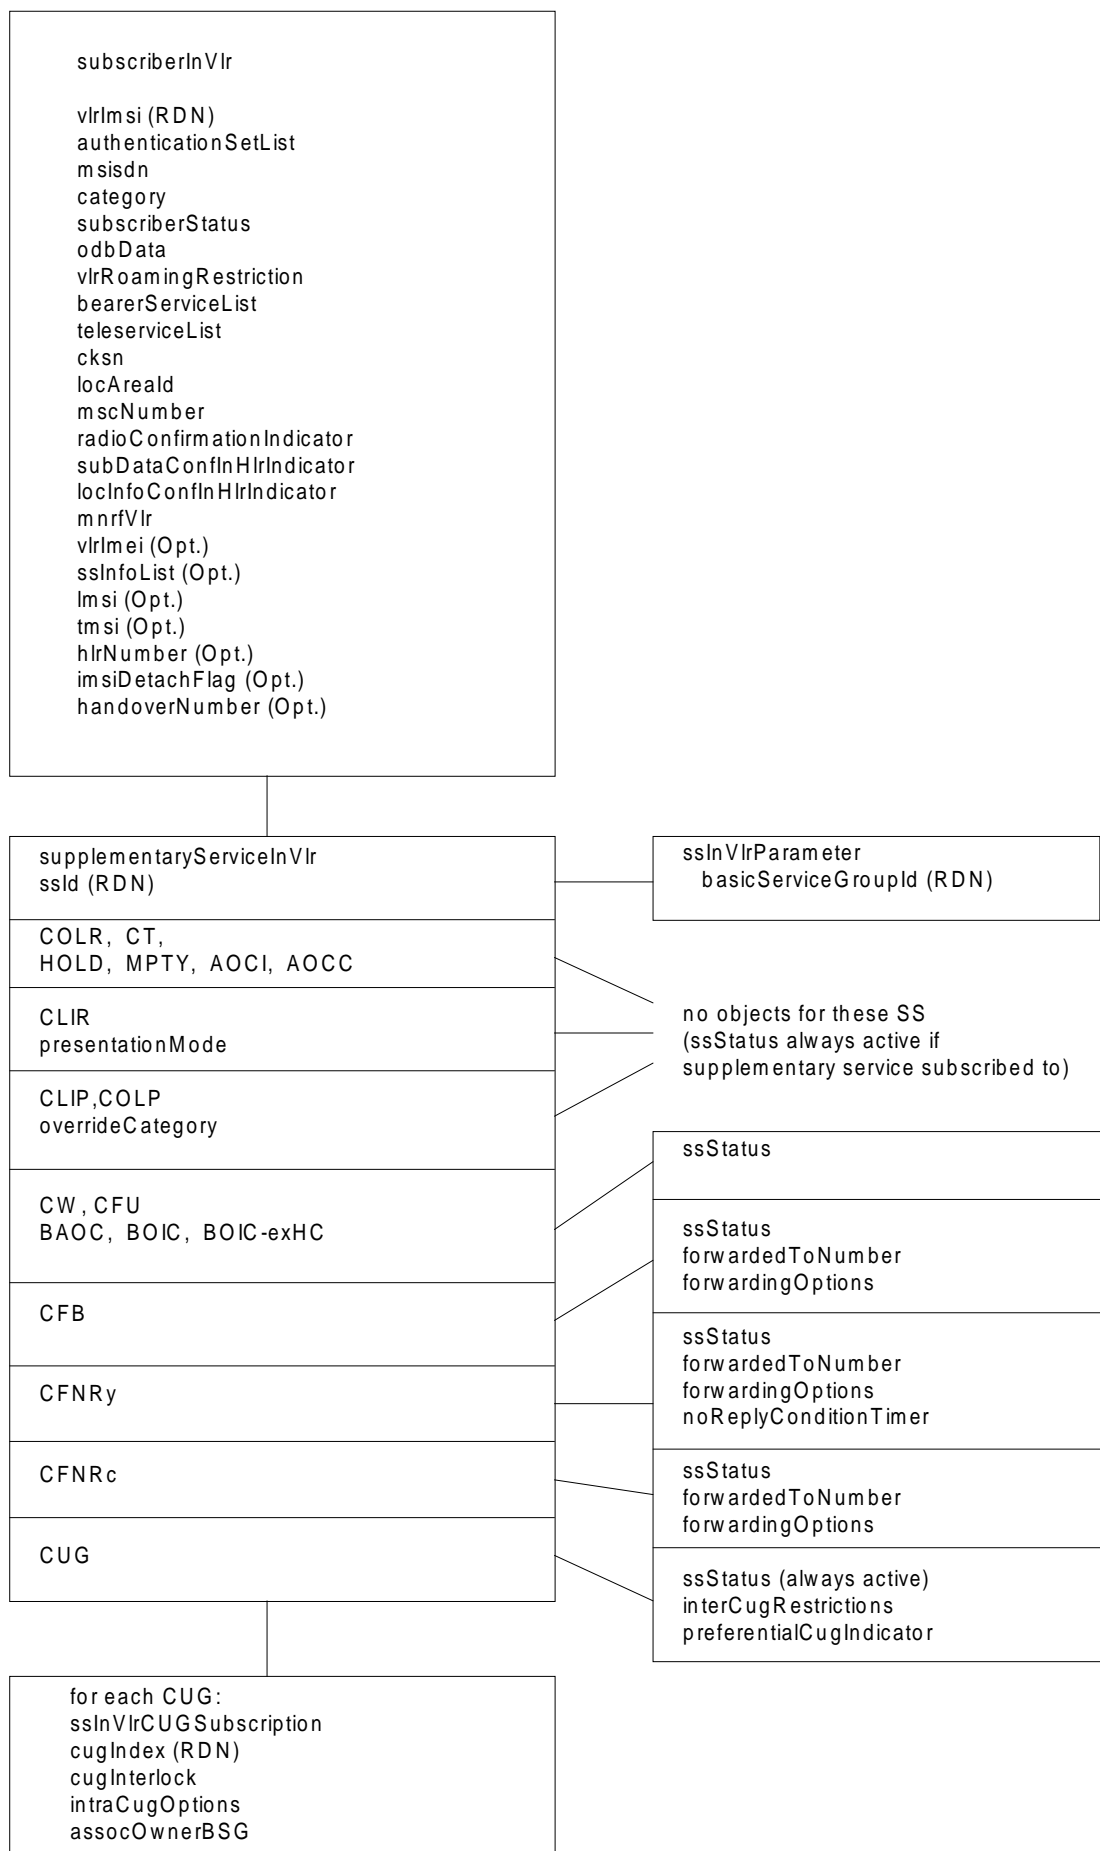 subscriberInVlr
vlrImsi (RDN)
authenticationSetList
msisdn
category
subscriberStatus
odbData
vlrRoamingRestriction
bearerServiceList
teleserviceList
cksn
locAreaId
mscNumber
radioConfirmationIndicator
subDataConfInHlrIndicator
locInfoConfInHlrIndicator
mnrfVlr
vlrImei (Opt.)
ssInfoList (Opt.)
lmsi (Opt.)
tmsi (Opt.)
hlrNumber (Opt.)
imsiDetachFlag (Opt.)
handoverNumber (Opt.)
supplementaryServiceInVlr
ssId (RDN)
ssInVlrParameter
basicServiceGroupId (RDN)
COLR, CT,
HOLD, MPTY, AOCI, AOCC
CLIR
presentationMode
CLIP,COLP
overrideCategory
no objects for these SS
(ssStatus always active if
supplementary service subscribed to)
CW, CFU
BAOC, BOIC, BOIC-exHC
ssStatus
CFB
ssStatus
forwardedToNumber
forwardingOptions
CFNRy
ssStatus
forwardedToNumber
forwardingOptions
noReplyConditionTimer
CFNRc
ssStatus
forwardedToNumber
forwardingOptions
CUG
ssStatus (always active)
interCugRestrictions
preferentialCugIndicator
for each CUG:
ssInVlrCUGSubscription
cugIndex (RDN)
cugInterlock
intraCugOptions
assocOwnerBSG